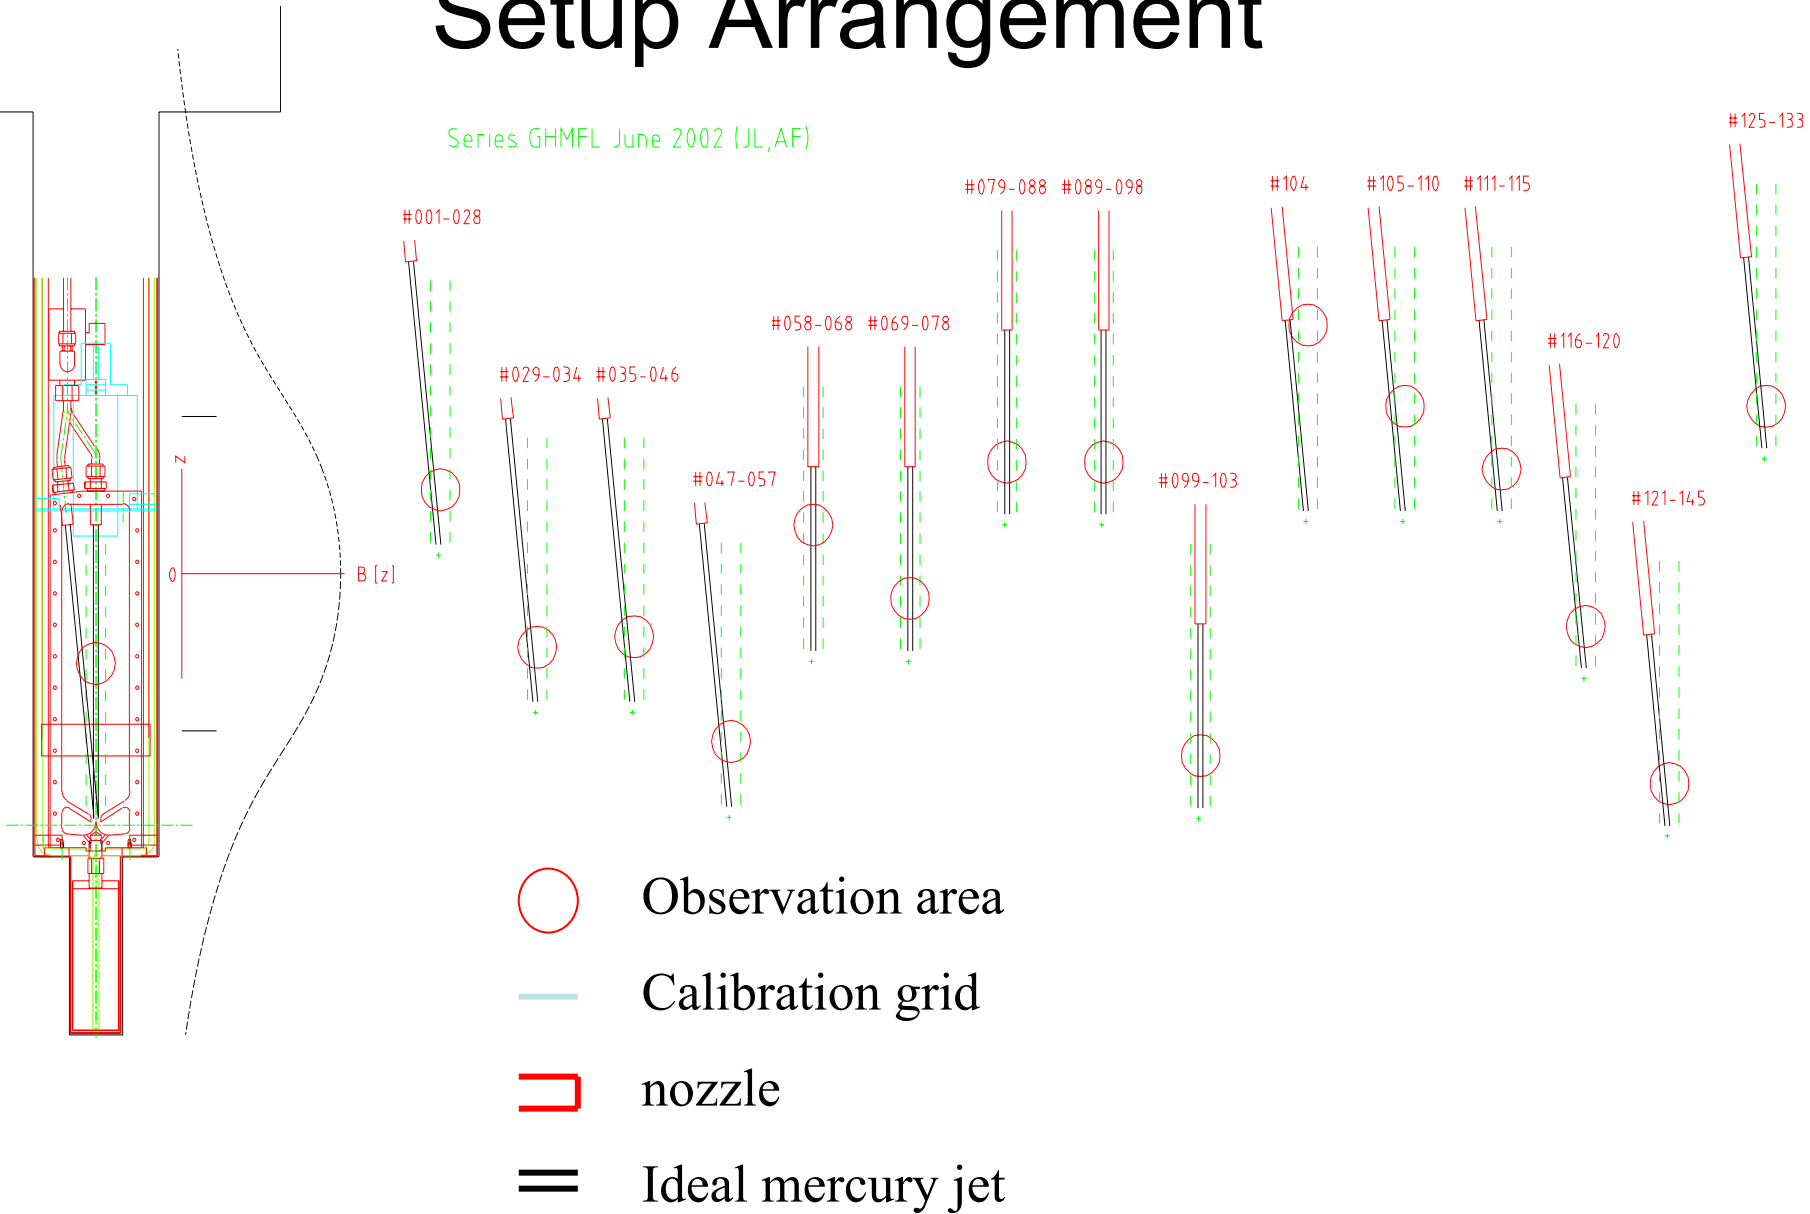 Setup Arrangement
Series GHMFL June 2002 (JL,AF)
#125-133
#079-088 #089-098
#104
#105-110
#111-115
#001-028
#058-068 #069-078
#116-120
#029-034 #035-046
#047-057
#099-103
#121-145
Z
0
B [z]
Observation area
Calibration grid
nozzle
Ideal mercury jet